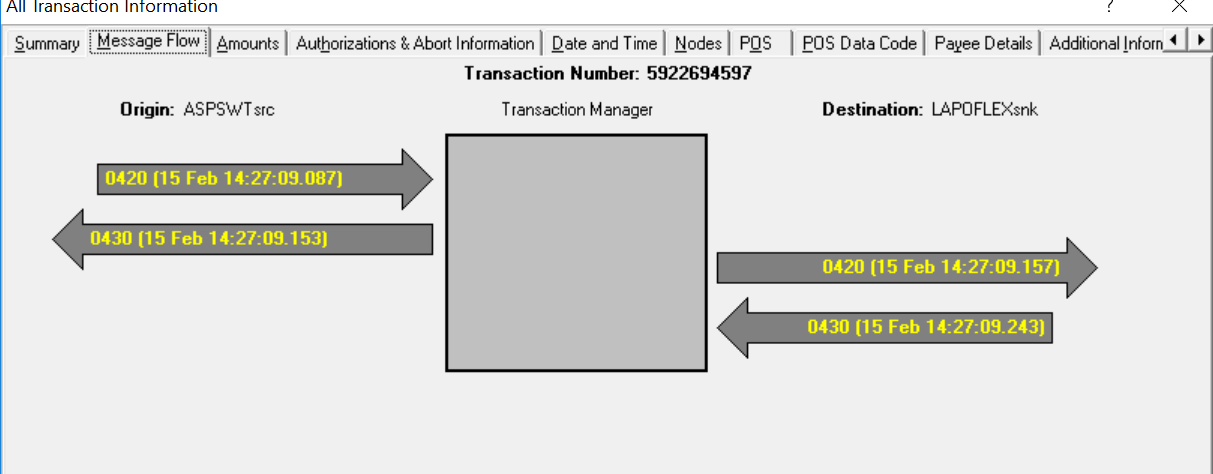 All Transaction Information ?
Summary Message Flow Amounts Authorizations & Abort Information Date and Time Nodes POS POS Data Code Payee Details Additional Inform
Transaction Number: 5922694597
Origin: ASPSWTsrc Transaction Manager Destination: LAPOFLEXsnk
0420 (15 Feb 14:27:09.087)
0430 (15 Feb 14:27:09.153)
0420 (15 Feb 14:27:09.157)
0430 (15 Feb 14:27:09.243)